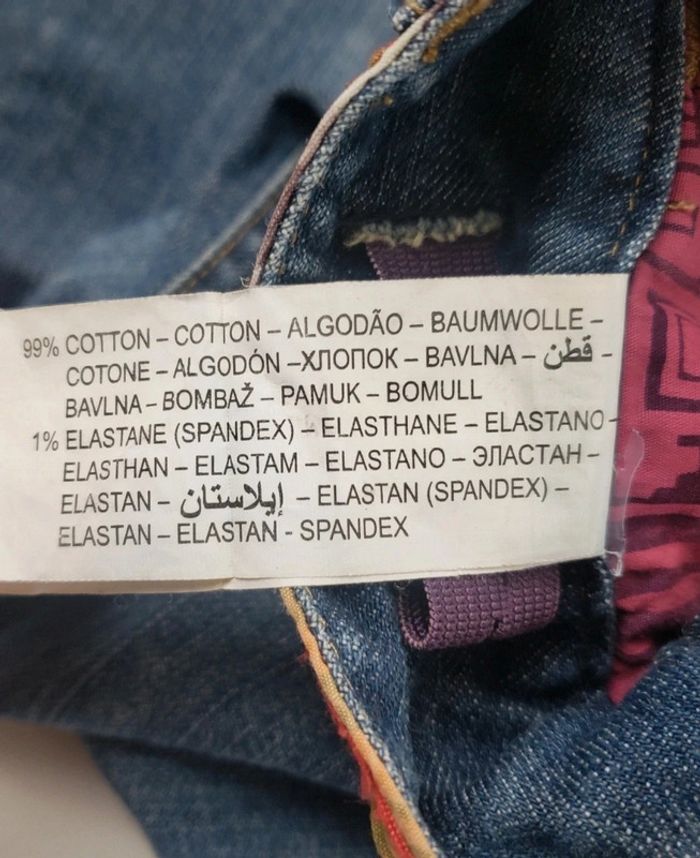 99% COTTON – COTTON – ALGODÃO – BAUMWOLLE –
COTONE – ALGODÓN –ХЛОПОК – BAVLNA – قطن -
BAVLNA – BOMBAŽ – PAMUK – BOMULL
1% ELASTANE (SPANDEX) – ELASTHANE – ELASTANO-
ELASTHAN – ELASTAM – ELASTANO – ЭЛАСТАН –
ELASTAN – إيلاستان – ELASTAN (SPANDEX) –
ELASTAN – ELASTAN - SPANDEX